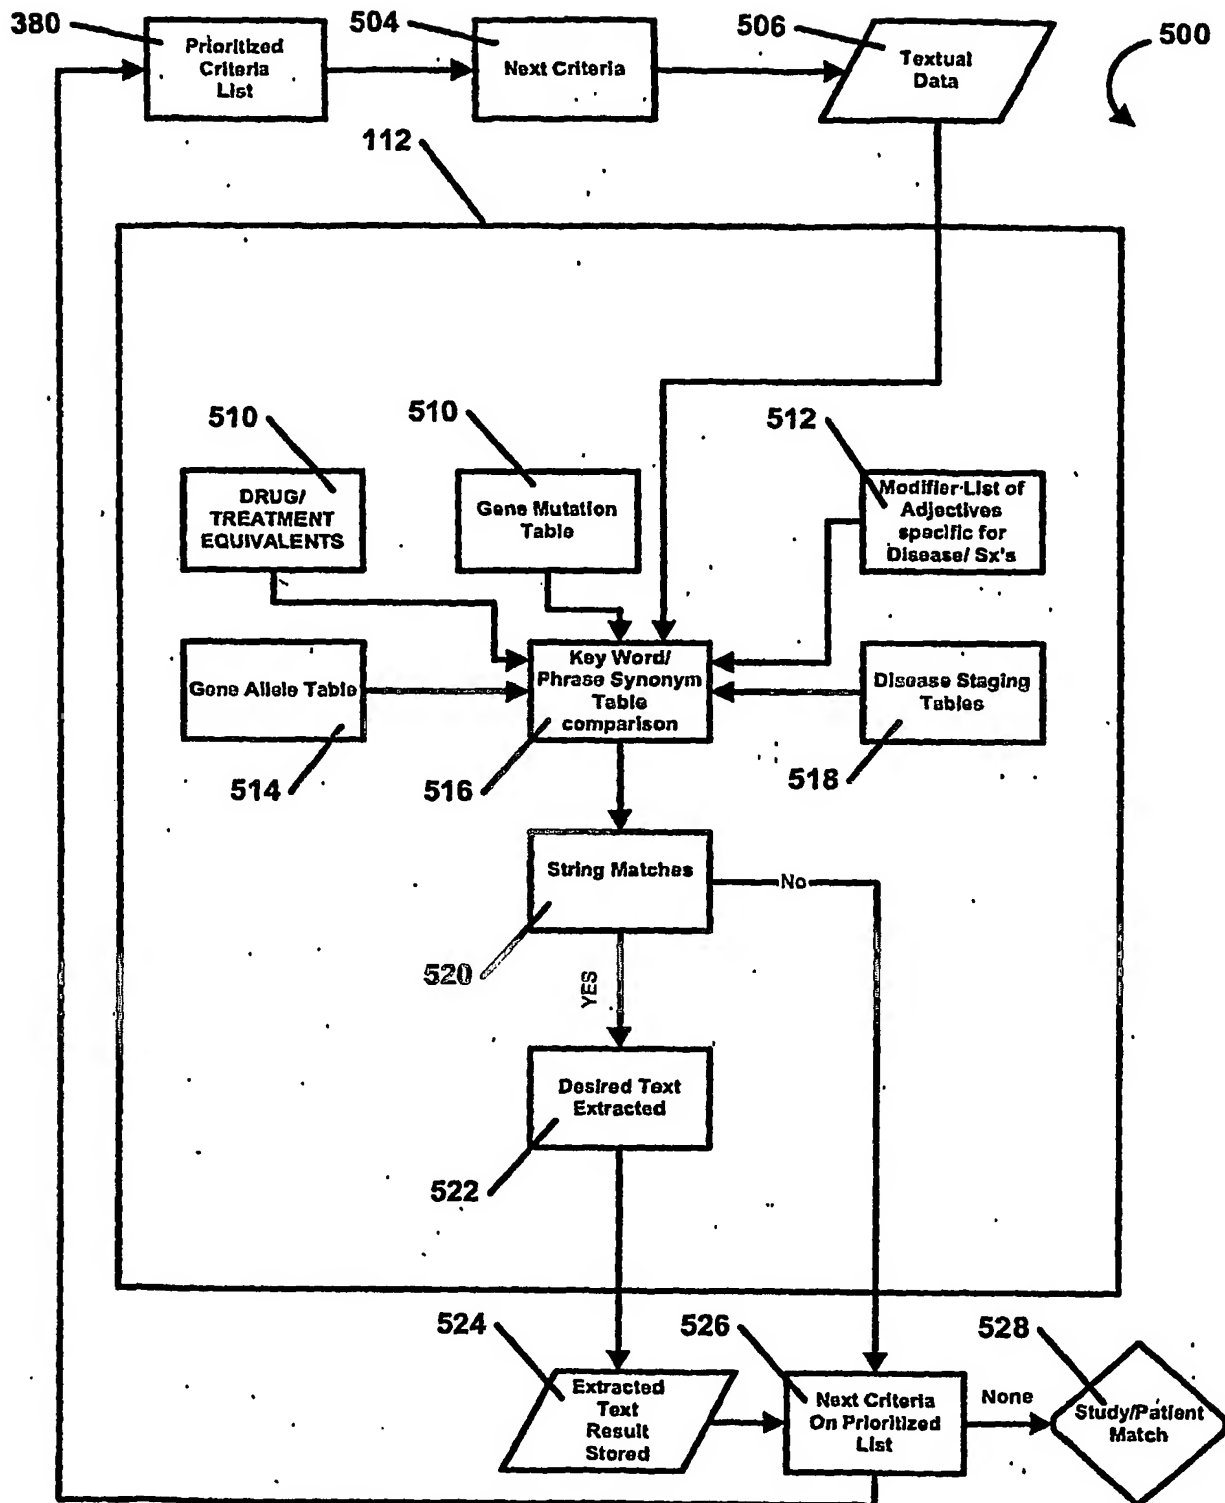 380
Prioritized
Criteria
List
504
Next Criteria
506
Textual
Data
500
112
510
DRUG/
TREATMENT
EQUIVALENTS
510
Gene Mutation
Table
512
Modifier-List of
Adjectives
specific for
Disease/ Sx's
Gene Allele Table
514
Key Word/
Phrase Synonym
Table
comparison
516
Disease Staging
Tables
518
String Matches
No
520
YES
Desired Text
Extracted
522
524
Extracted
Text
Result
Stored
526
Next Criteria
On Prioritized
List
None
528
Study/Patient
Match